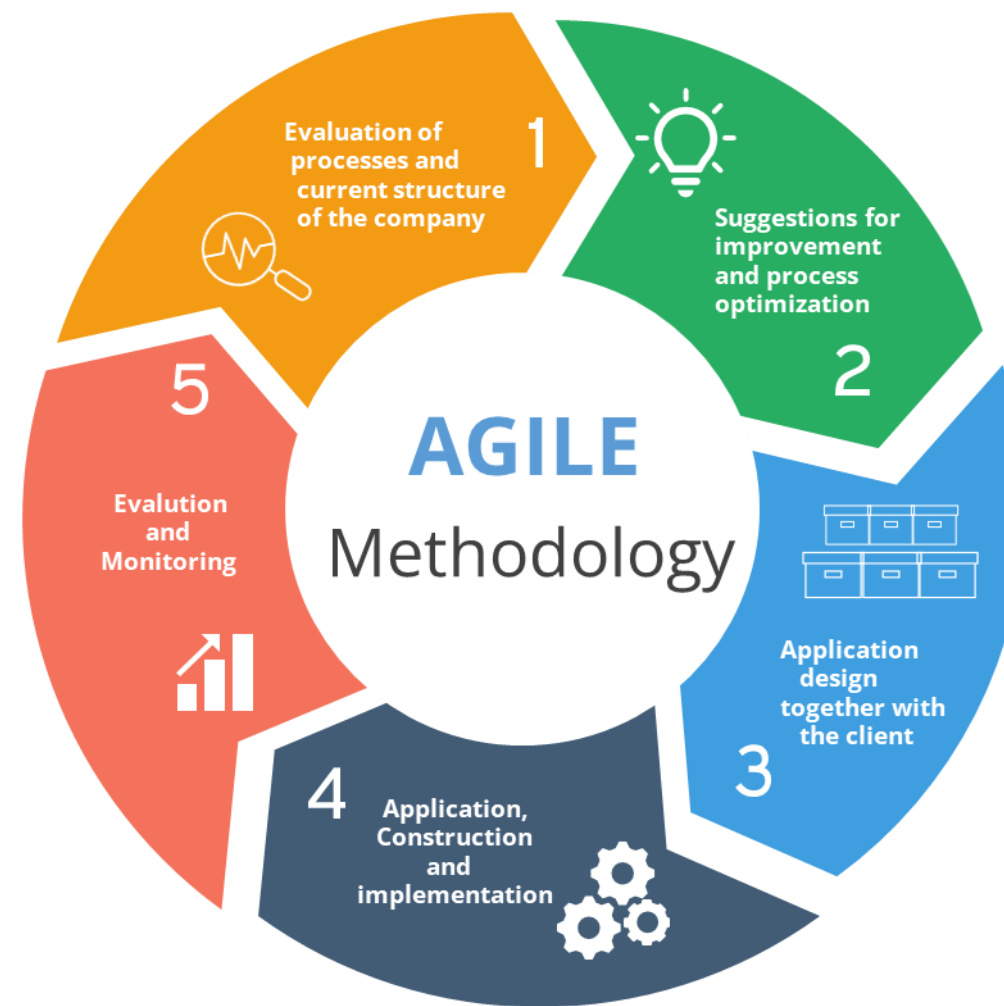 1
Evaluation of
processes and
current structure
of the company
Suggestions for
improvement
and process
optimization
2
Application
design
together with
the client
3
4
Application,
Construction
and
implementation
5
Evalution
and
Monitoring
AGILE
Methodology